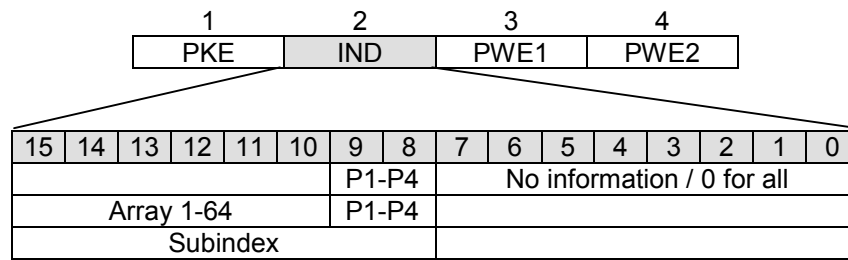 1 2 3 4
PKE IND PWE1 PWE2
15 14 13 12 11 10 9 8 7 6 5 4 3 2 1 0
P1-P4 No information / 0 for all
Array 1-64 P1-P4
Subindex